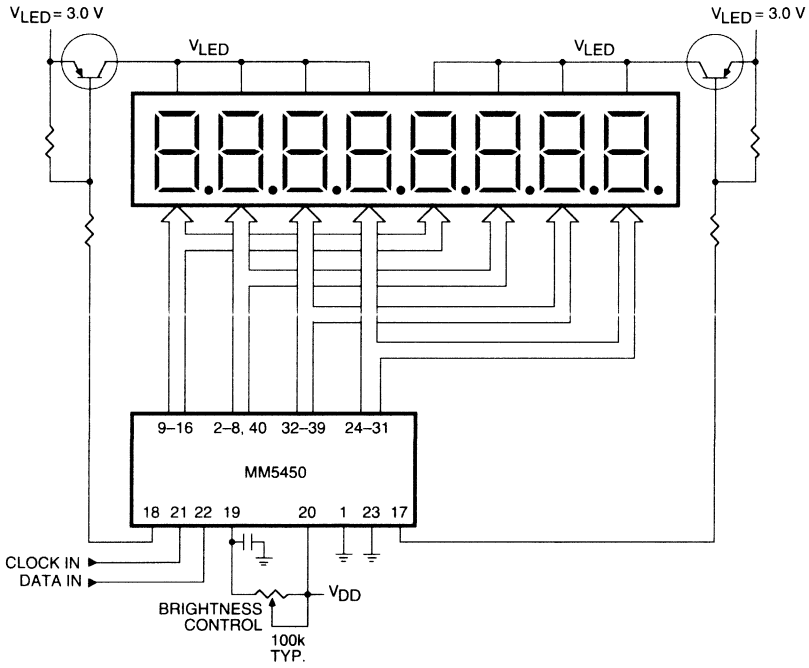 VLED = 3.0 V
VLED = 3.0 V
VLED
VLED
9–16 2–8, 40 32–39 24–31
MM5450
18 21 22 19 20 1 23 17
CLOCK IN
DATA IN
VDD
BRIGHTNESS
CONTROL
100k
TYP.